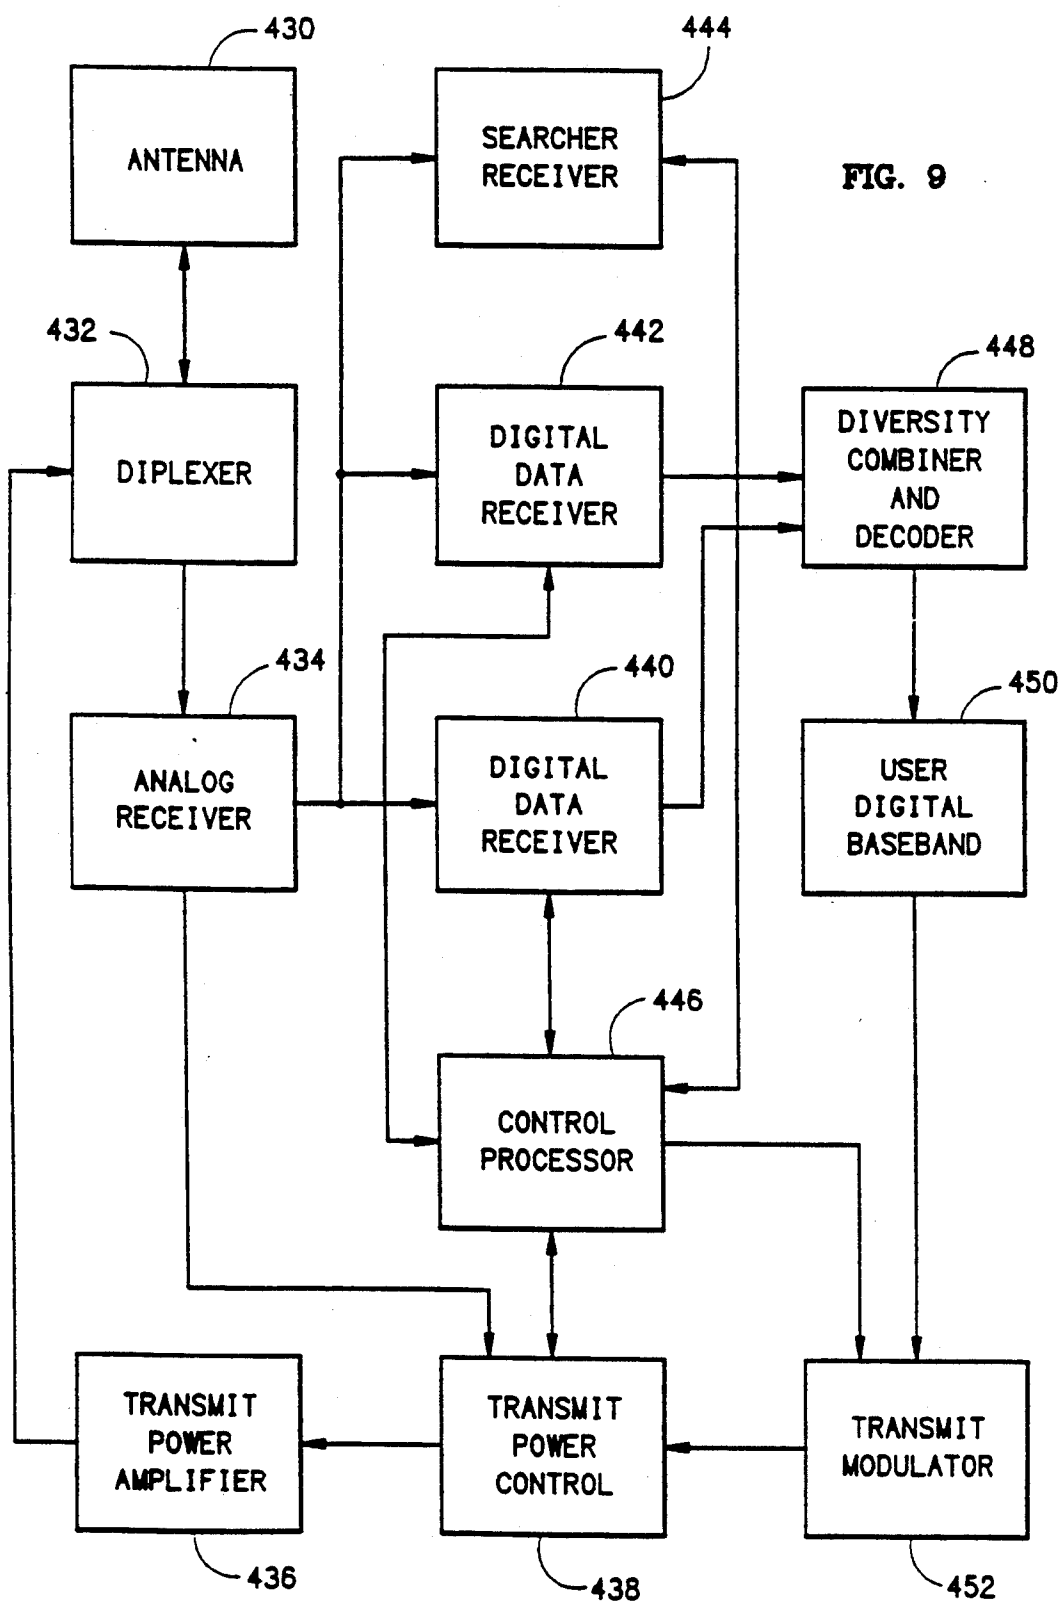 430
444
ANTENNA
SEARCHER
RECEIVER
FIG. 9
432
442
448
DIPLEXER
DIGITAL
DATA
RECEIVER
DIVERSITY
COMBINER
AND
DECODER
434
440
450
ANALOG
RECEIVER
DIGITAL
DATA
RECEIVER
USER
DIGITAL
BASEBAND
446
CONTROL
PROCESSOR
TRANSMIT
POWER
AMPLIFIER
TRANSMIT
POWER
CONTROL
TRANSMIT
MODULATOR
436
438
452